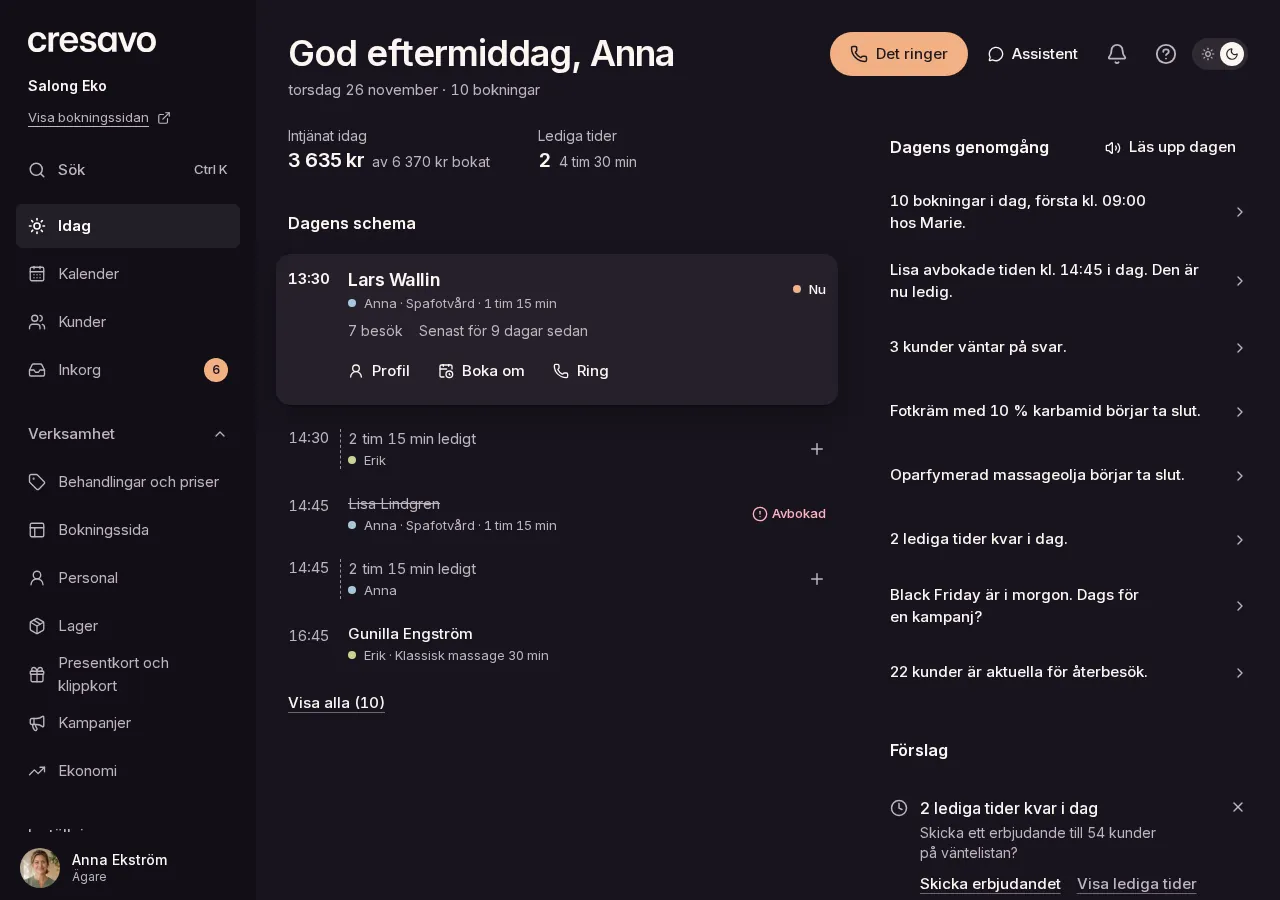 cresavo
Salong Eko
Visa bokningssidan
Sök Ctrl K
Idag
Kalender
Kunder
Inkorg 6
Verksamhet
Behandlingar och priser
Bokningssida
Personal
Lager
Presentkort och
klippkort
Kampanjer
Ekonomi
Anna Ekström
Ägare
God eftermiddag, Anna
torsdag 26 november · 10 bokningar
Det ringer
Assistent
Intjänat idag
3 635 kr av 6 370 kr bokat
Lediga tider
2 4 tim 30 min
Dagens schema
13:30 Lars Wallin
Anna · Spafotvård · 1 tim 15 min
Nu
7 besök Senast för 9 dagar sedan
Profil Boka om Ring
14:30 2 tim 15 min ledigt
Erik
14:45 Lisa Lindgren
Anna · Spafotvård · 1 tim 15 min
Avbokad
14:45 2 tim 15 min ledigt
Anna
16:45 Gunilla Engström
Erik · Klassisk massage 30 min
Visa alla (10)
Dagens genomgång Läs upp dagen
10 bokningar i dag, första kl. 09:00
hos Marie.
Lisa avbokade tiden kl. 14:45 i dag. Den är
nu ledig.
3 kunder väntar på svar.
Fotkräm med 10 % karbamid börjar ta slut.
Oparfymerad massageolja börjar ta slut.
2 lediga tider kvar i dag.
Black Friday är i morgon. Dags för
en kampanj?
22 kunder är aktuella för återbesök.
Förslag
2 lediga tider kvar i dag
Skicka ett erbjudande till 54 kunder
på väntelistan?
Skicka erbjudandet Visa lediga tider